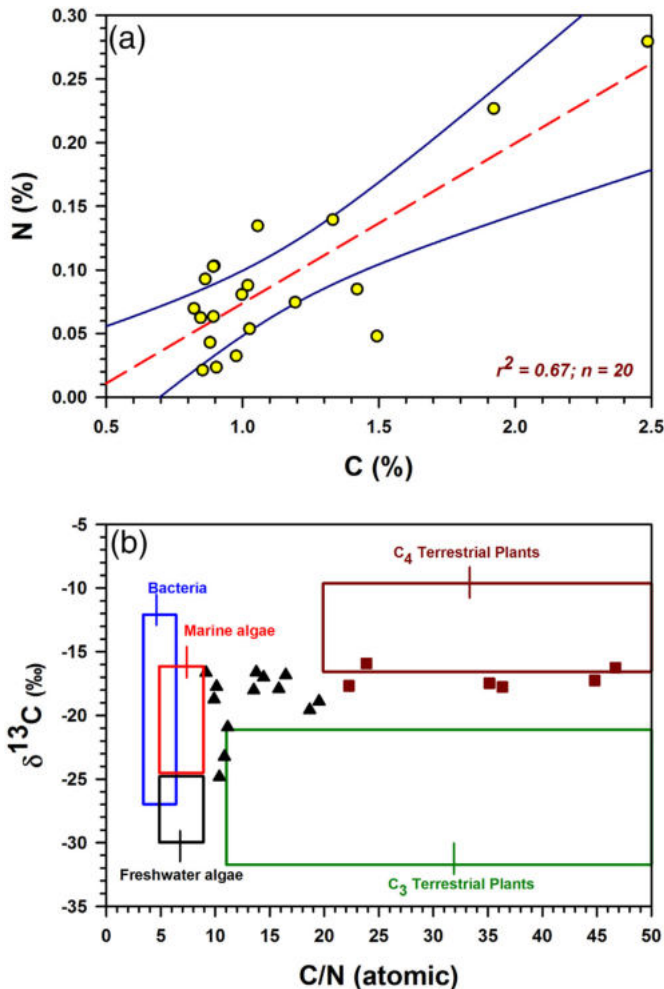 (a)
N (%)
0.30
0.25
0.20
0.15
0.10
0.05
0.00
r² = 0.67; n = 20
0.5 1.0 1.5 2.0 2.5
C (%)
(b)
δ¹³C (‰)
-5
-10
-15
-20
-25
-30
-35
C₄ Terrestrial Plants
Bacteria
Marine algae
Freshwater algae
C₃ Terrestrial Plants
0 5 10 15 20 25 30 35 40 45 50
C/N (atomic)